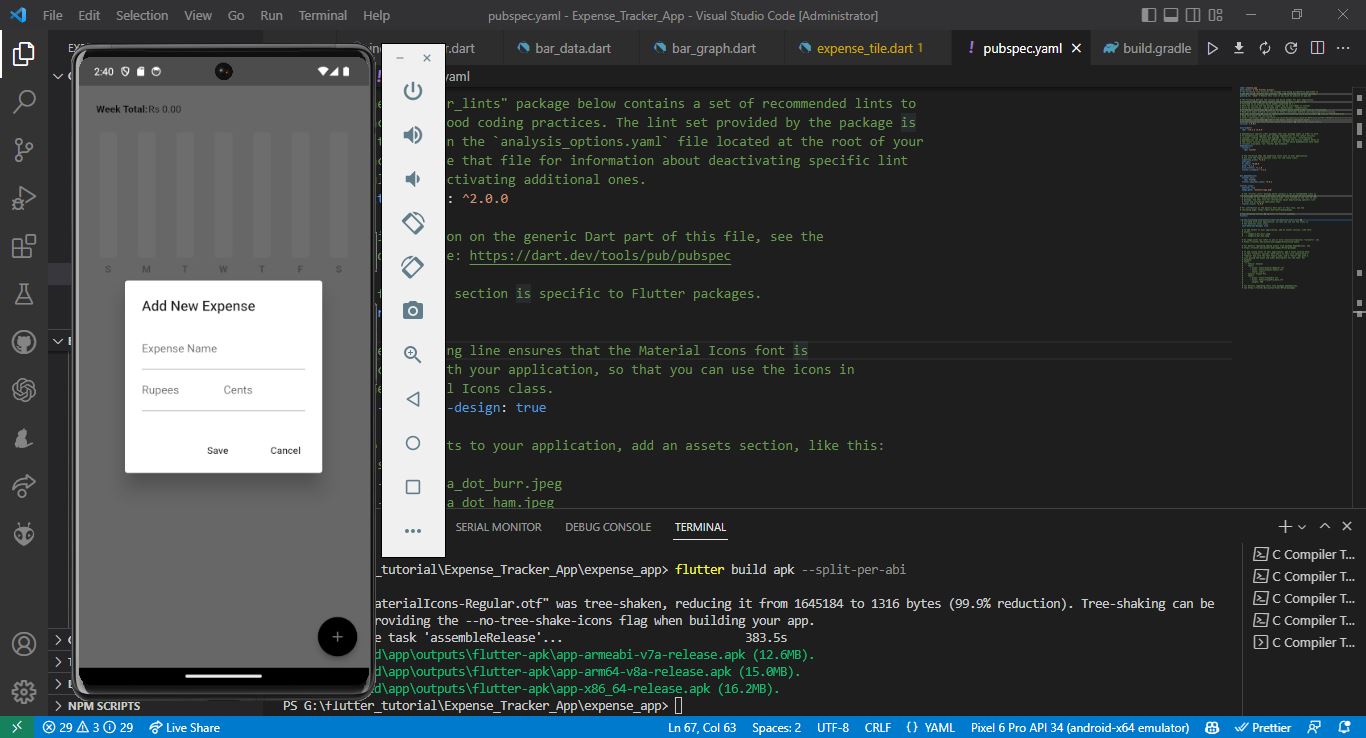 File Edit Selection View Go Run Terminal Help
pubspec.yaml - Expense_Tracker_App - Visual Studio Code [Administrator]
bar_data.dart
bar_graph.dart
expense_tile.dart 1
! pubspec.yaml
build.gradle
2:40
Week Total:Rs 0.00
S M T W T F S
Add New Expense
Expense Name
Rupees Cents
Save Cancel
+
r_lints" package below contains a set of recommended lints to
ood coding practices. The lint set provided by the package is
n the `analysis_options.yaml` file located at the root of your
e that file for information about deactivating specific lint
ctivating additional ones.
: ^2.0.0
on on the generic Dart part of this file, see the
e: https://dart.dev/tools/pub/pubspec
section is specific to Flutter packages.
ng line ensures that the Material Icons font is
th your application, so that you can use the icons in
l Icons class.
-design: true
ts to your application, add an assets section, like this:
a_dot_burr.jpeg
a_dot_ham.jpeg
SERIAL MONITOR DEBUG CONSOLE TERMINAL
_tutorial\Expense_Tracker_App\expense_app> flutter build apk --split-per-abi
aterialIcons-Regular.otf" was tree-shaken, reducing it from 1645184 to 1316 bytes (99.9% reduction). Tree-shaking can be
roviding the --no-tree-shake-icons flag when building your app.
e task 'assembleRelease'... 383.5s
d\app\outputs\flutter-apk\app-armeabi-v7a-release.apk (12.6MB).
d\app\outputs\flutter-apk\app-arm64-v8a-release.apk (15.0MB).
d\app\outputs\flutter-apk\app-x86_64-release.apk (16.2MB).
PS G:\flutter_tutorial\Expense_Tracker_App\expense_app>
C Compiler T...
C Compiler T...
C Compiler T...
C Compiler T...
C Compiler T...
NPM SCRIPTS
29 3 29 Live Share
Ln 67, Col 63 Spaces: 2 UTF-8 CRLF {} YAML Pixel 6 Pro API 34 (android-x64 emulator) Prettier